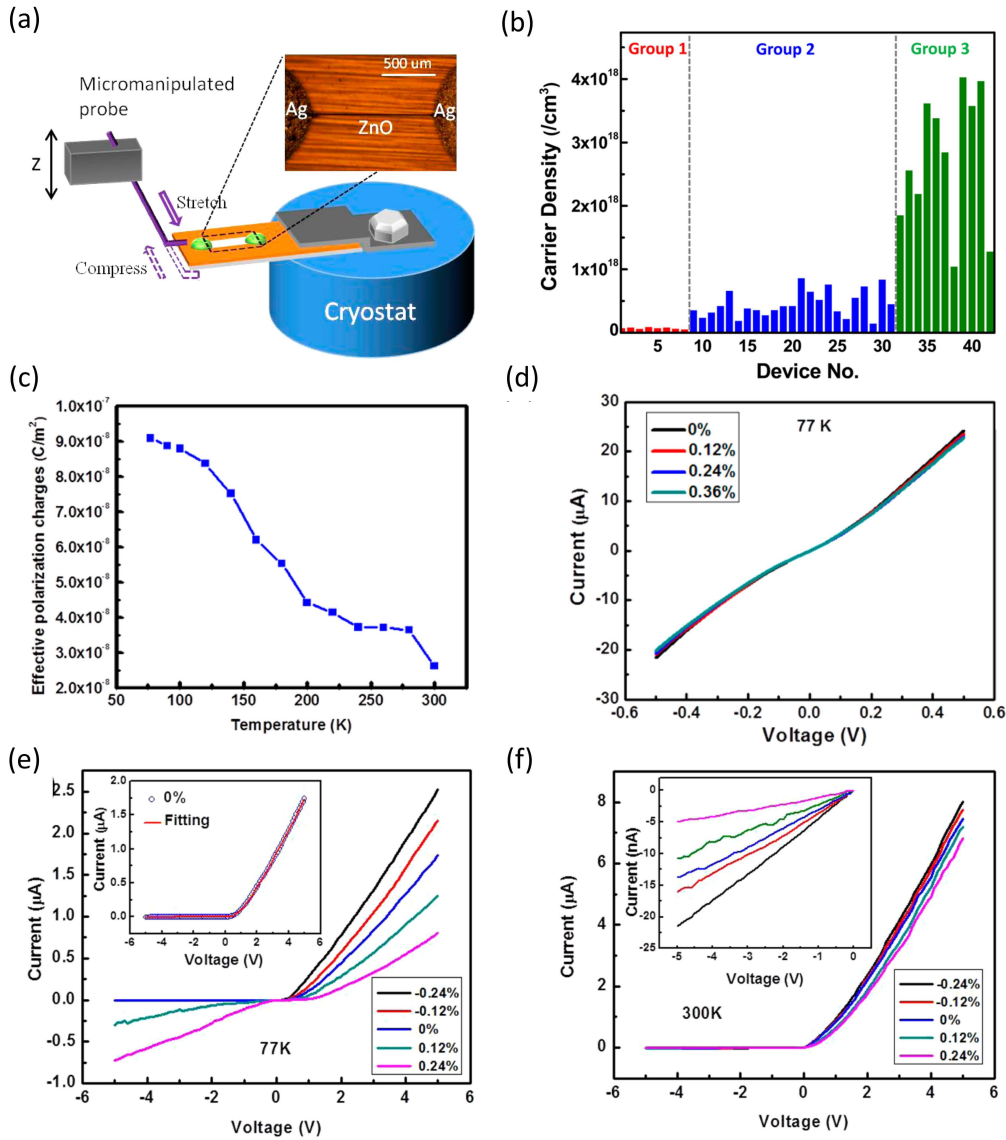 (a)
Micromanipulated
probe
500 um
Ag
Ag
ZnO
Z
Stretch
Compress
Cryostat
(b)
Group 1
Group 2
Group 3
Carrier Density (/cm³)
4x10¹⁸
3x10¹⁸
2x10¹⁸
1x10¹⁸
0
5 10 15 20 25 30 35 40
Device No.
(c)
Effective polarization charges (C/m²)
1.0x10⁻⁷
9.0x10⁻⁸
8.0x10⁻⁸
7.0x10⁻⁸
6.0x10⁻⁸
5.0x10⁻⁸
4.0x10⁻⁸
3.0x10⁻⁸
2.0x10⁻⁸
50 100 150 200 250 300
Temperature (K)
(d)
77 K
0%
0.12%
0.24%
0.36%
Current (μA)
30
20
10
0
-10
-20
-30
-0.6 -0.4 -0.2 0.0 0.2 0.4 0.6
Voltage (V)
(e)
Current (μA)
2.5
2.0
1.5
1.0
0.5
0.0
-0.5
-1.0
0%
Fitting
Current (μA)
2.0
1.5
1.0
0.5
0.0
-6 -4 -2 0 2 4 6
Voltage (V)
77K
-0.24%
-0.12%
0%
0.12%
0.24%
-6 -4 -2 0 2 4 6
Voltage (V)
(f)
Current (μA)
8
6
4
2
0
Current (nA)
0
-5
-10
-15
-20
-25
-5 -4 -3 -2 -1 0
Voltage (V)
300K
-0.24%
-0.12%
0%
0.12%
0.24%
-6 -4 -2 0 2 4 6
Voltage (V)